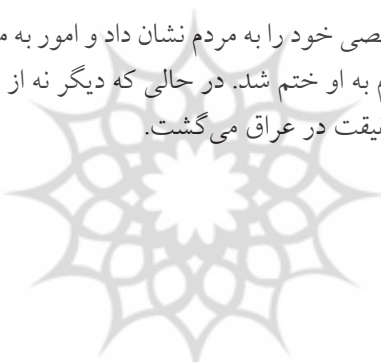 صی خود را به مردم نشان داد و امور به م
م به او ختم شد. در حالی که دیگر نه از
قیقت در عراق می‌گشت.